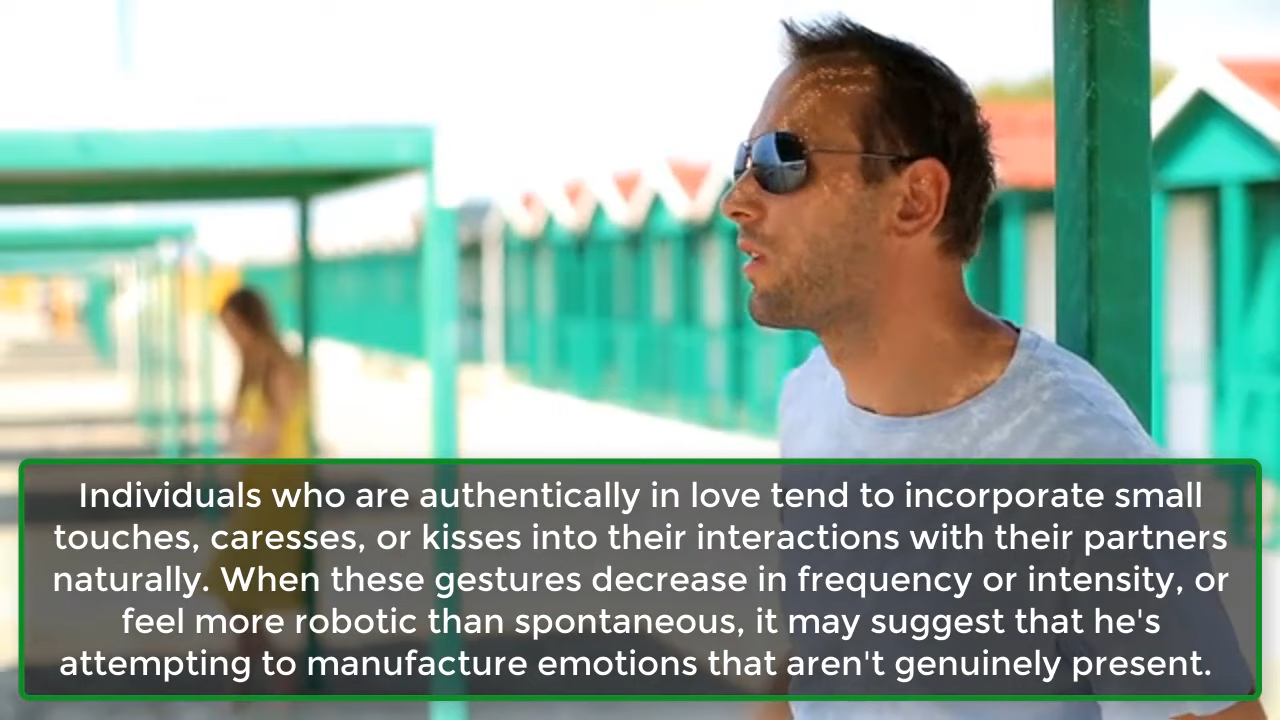 Individuals who are authentically in love tend to incorporate small
touches, caresses, or kisses into their interactions with their partners
naturally. When these gestures decrease in frequency or intensity, or
feel more robotic than spontaneous, it may suggest that he's
attempting to manufacture emotions that aren't genuinely present.